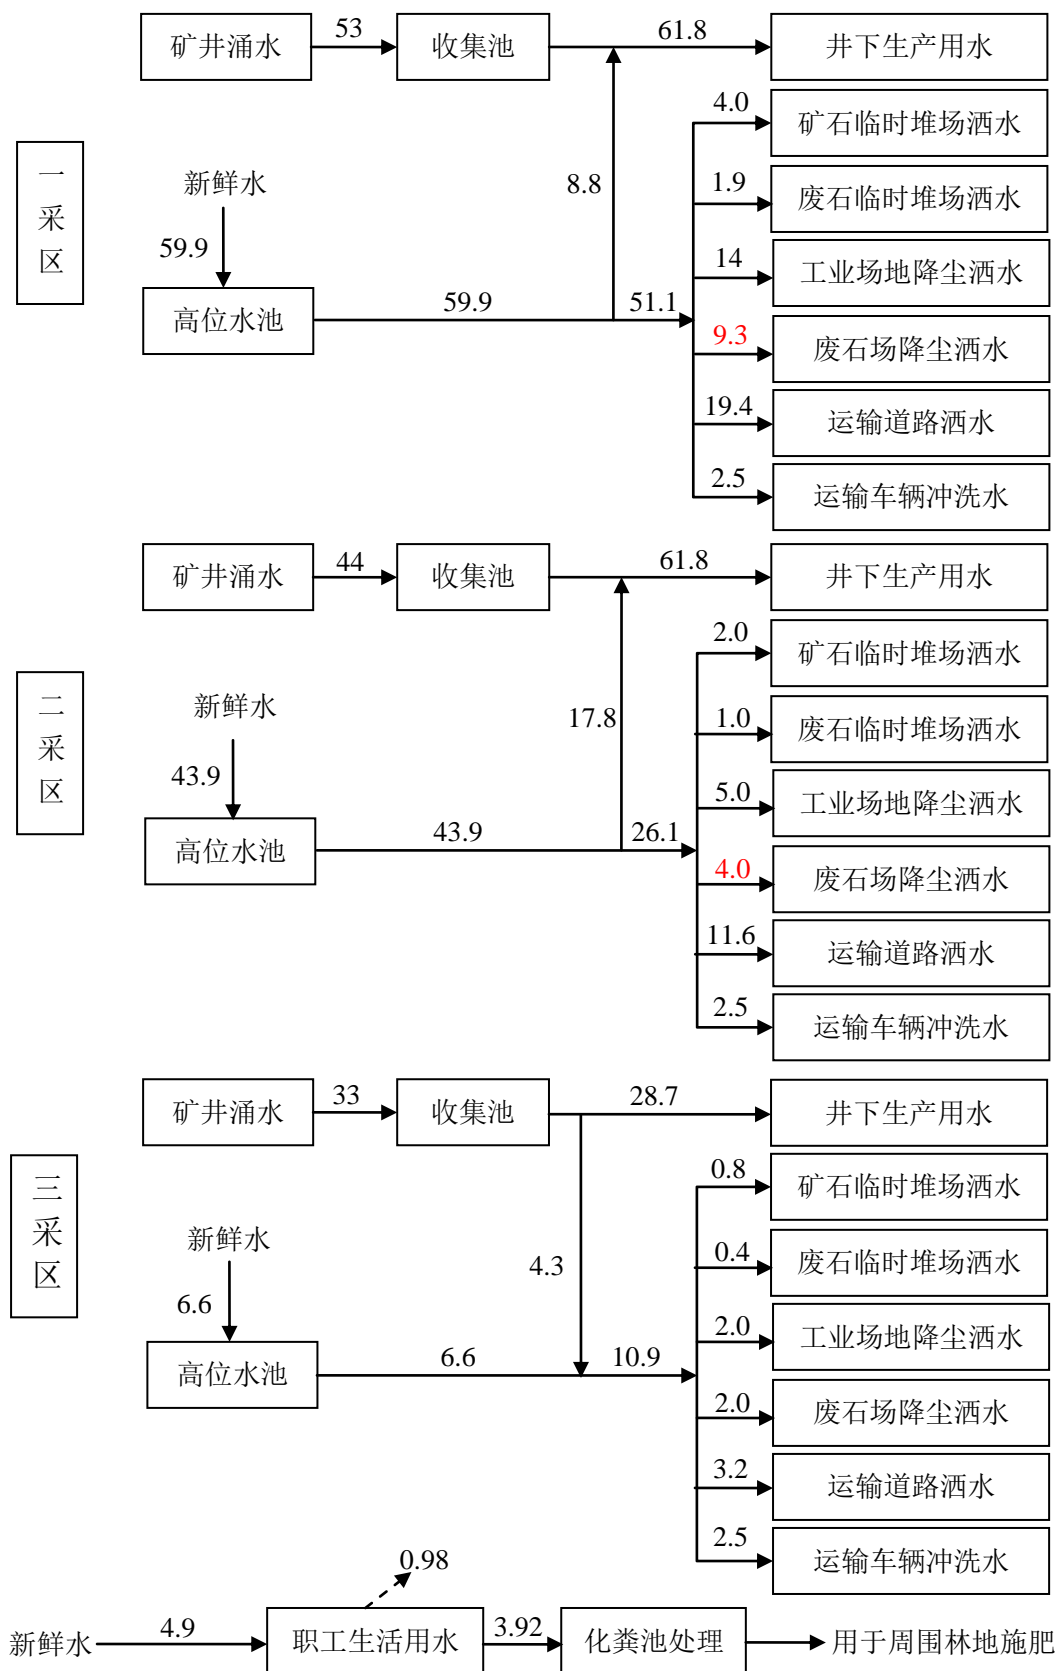 矿井涌水 53 收集池 61.8 井下生产用水
4.0 矿石临时堆场洒水
一采区
新鲜水 8.8 1.9 废石临时堆场洒水
59.9 14 工业场地降尘洒水
高位水池 59.9 51.1
9.3 废石场降尘洒水
19.4 运输道路洒水
2.5 运输车辆冲洗水
矿井涌水 44 收集池 61.8 井下生产用水
2.0 矿石临时堆场洒水
二采区
新鲜水 17.8 1.0 废石临时堆场洒水
43.9 5.0 工业场地降尘洒水
高位水池 43.9 26.1
4.0 废石场降尘洒水
11.6 运输道路洒水
2.5 运输车辆冲洗水
矿井涌水 33 收集池 28.7 井下生产用水
0.8 矿石临时堆场洒水
三采区
新鲜水 4.3 0.4 废石临时堆场洒水
6.6 2.0 工业场地降尘洒水
高位水池 6.6 10.9
2.0 废石场降尘洒水
3.2 运输道路洒水
2.5 运输车辆冲洗水
0.98
新鲜水 4.9 职工生活用水 3.92 化粪池处理 用于周围林地施肥